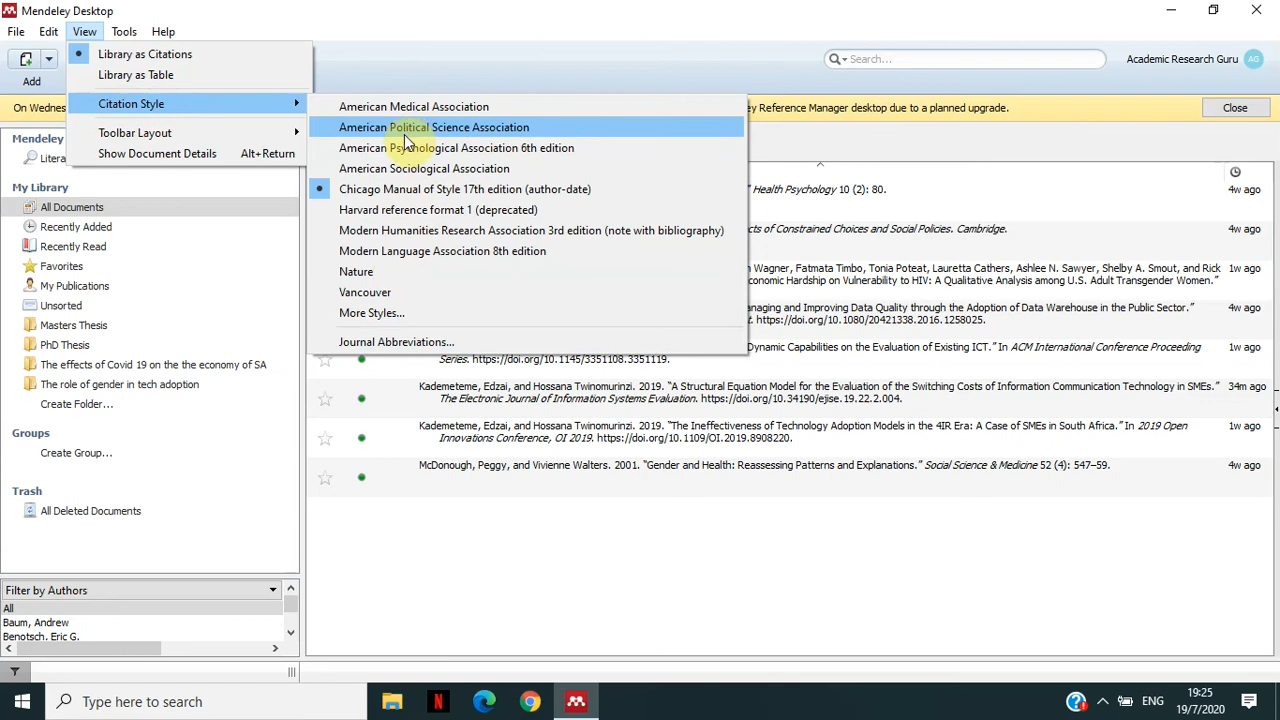 Mendeley Desktop
File Edit View Tools Help
Library as Citations
Library as Table
Citation Style
Toolbar Layout
Show Document Details Alt+Return
Add
Search...
Academic Research Guru AG
On Wednes
ey Reference Manager desktop due to a planned upgrade.
Close
American Medical Association
American Political Science Association
American Psychological Association 6th edition
American Sociological Association
Chicago Manual of Style 17th edition (author-date)
Harvard reference format 1 (deprecated)
Modern Humanities Research Association 3rd edition (note with bibliography)
Modern Language Association 8th edition
Nature
Vancouver
More Styles...
Journal Abbreviations...
Mendeley
Litera
My Library
All Documents
Recently Added
Recently Read
Favorites
My Publications
Unsorted
Masters Thesis
PhD Thesis
The effects of Covid 19 on the the economy of SA
The role of gender in tech adoption
Create Folder...
Groups
Create Group...
Trash
All Deleted Documents
Filter by Authors
All
Baum, Andrew
Benotsch, Eric G.
” Health Psychology 10 (2): 80. 4w ago
cts of Constrained Choices and Social Policies. Cambridge. 4w ago
n Wagner, Fatmata Timbo, Tonia Poteat, Lauretta Cathers, Ashlee N. Sawyer, Shelby A. Smout, and Rick 1w ago
conomic Hardship on Vulnerability to HIV: A Qualitative Analysis among U.S. Adult Transgender Women.”
anaging and Improving Data Quality through the Adoption of Data Warehouse in the Public Sector.” 4w ago
t. https://doi.org/10.1080/20421338.2016.1258025.
Dynamic Capabilities on the Evaluation of Existing ICT.” In ACM International Conference Proceeding 1w ago
Series. https://doi.org/10.1145/3351108.3351119.
Kademeteme, Edzai, and Hossana Twinomurinzi. 2019. “A Structural Equation Model for the Evaluation of the Switching Costs of Information Communication Technology in SMEs.” 34m ago
The Electronic Journal of Information Systems Evaluation. https://doi.org/10.34190/ejise.19.22.2.004.
Kademeteme, Edzai, and Hossana Twinomurinzi. 2019. “The Ineffectiveness of Technology Adoption Models in the 4IR Era: A Case of SMEs in South Africa.” In 2019 Open 1w ago
Innovations Conference, OI 2019. https://doi.org/10.1109/OI.2019.8908220.
McDonough, Peggy, and Vivienne Walters. 2001. “Gender and Health: Reassessing Patterns and Explanations.” Social Science & Medicine 52 (4): 547–59. 4w ago
Type here to search
ENG
19:25
19/7/2020